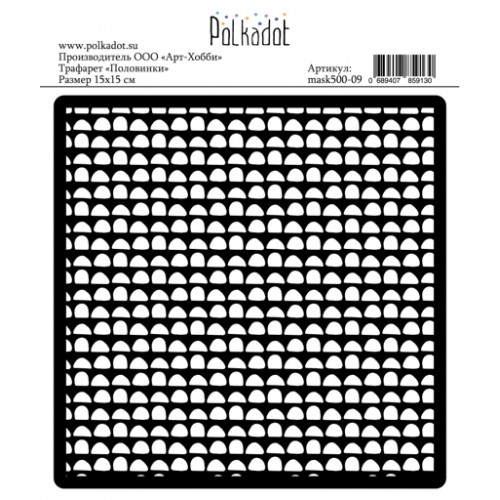 Polkadot
www.polkadot.su
Производитель ООО «Арт-Хобби»
Трафарет «Половинки»
Размер 15х15 см
Артикул:
mask500-09
0 689407 859130